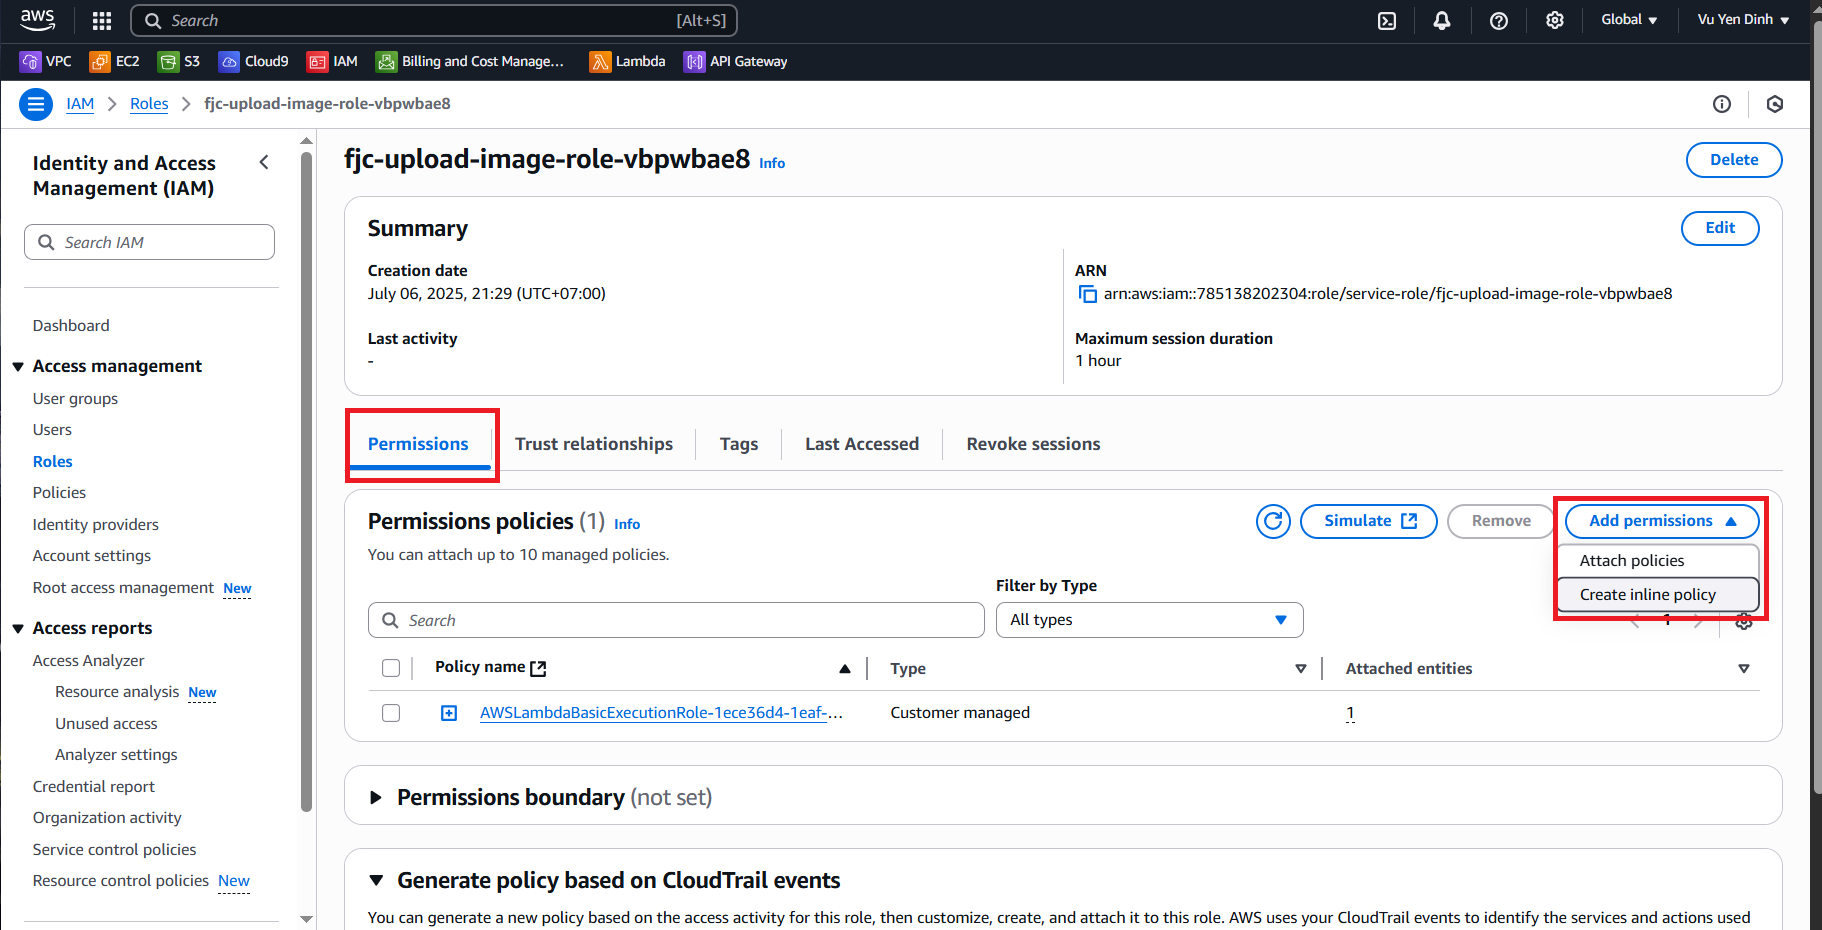 aws
Search [Alt+S]
Global
Vu Yen Dinh
VPC EC2 S3 Cloud9 IAM Billing and Cost Manage... Lambda API Gateway
IAM Roles fjc-upload-image-role-vbpwbae8
Identity and Access Management (IAM)
Search IAM
Dashboard
Access management
User groups
Users
Roles
Policies
Identity providers
Account settings
Root access management New
Access reports
Access Analyzer
Resource analysis New
Unused access
Analyzer settings
Credential report
Organization activity
Service control policies
Resource control policies New
fjc-upload-image-role-vbpwbae8 Info
Delete
Summary
Edit
Creation date
July 06, 2025, 21:29 (UTC+07:00)
ARN
arn:aws:iam::785138202304:role/service-role/fjc-upload-image-role-vbpwbae8
Last activity
-
Maximum session duration
1 hour
Permissions Trust relationships Tags Last Accessed Revoke sessions
Permissions policies (1) Info
Simulate Remove Add permissions
You can attach up to 10 managed policies.
Attach policies
Create inline policy
Filter by Type
Search
All types
1
Policy name Type Attached entities
AWSLambdaBasicExecutionRole-1ece36d4-1eaf-... Customer managed 1
Permissions boundary (not set)
Generate policy based on CloudTrail events
You can generate a new policy based on the access activity for this role, then customize, create, and attach it to this role. AWS uses your CloudTrail events to identify the services and actions used